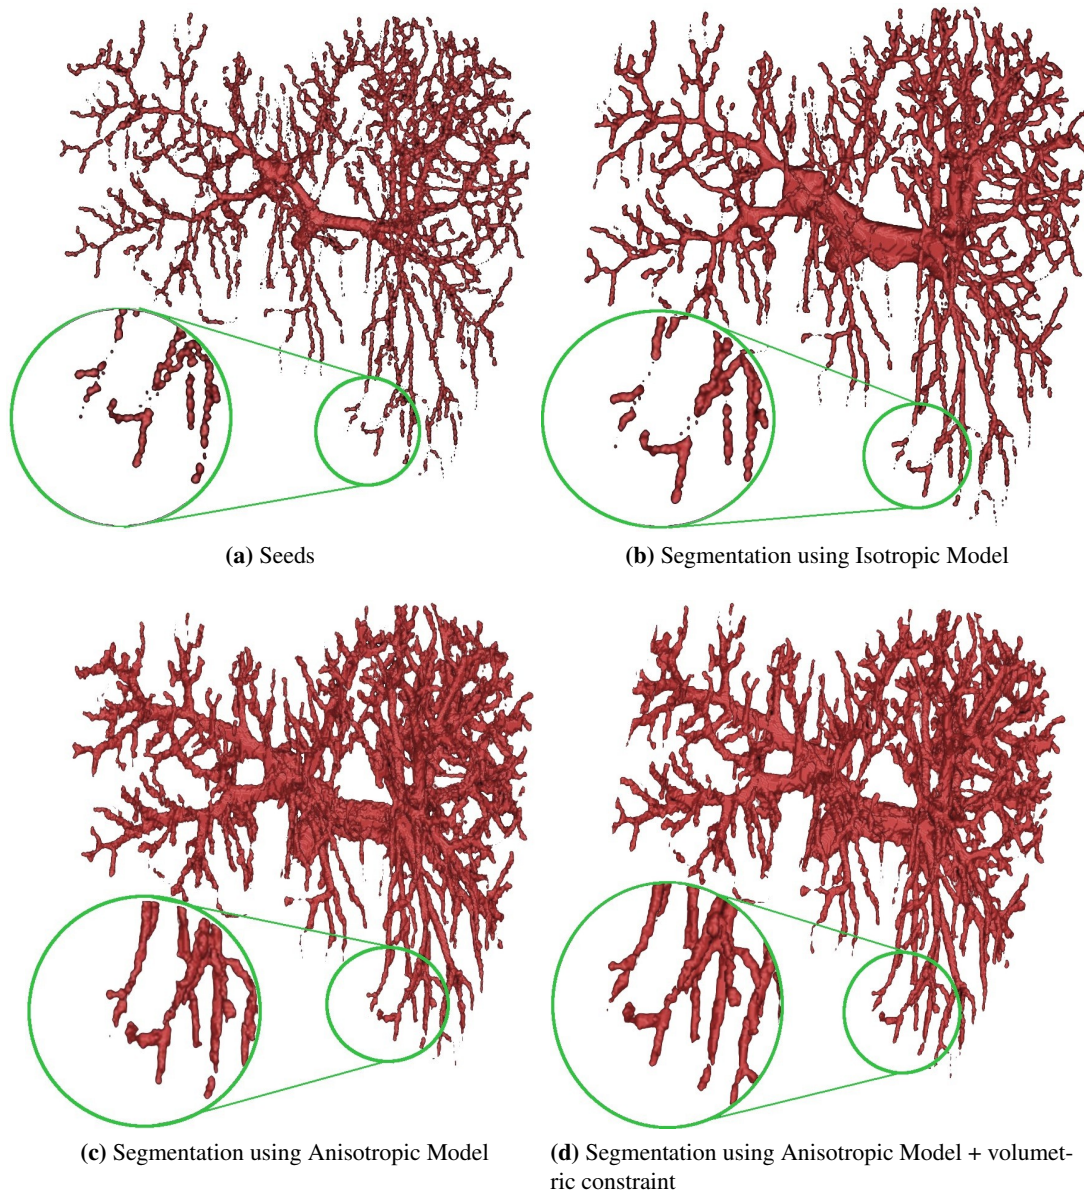 (a) Seeds
(b) Segmentation using Isotropic Model
(c) Segmentation using Anisotropic Model
(d) Segmentation using Anisotropic Model + volumet-
ric constraint